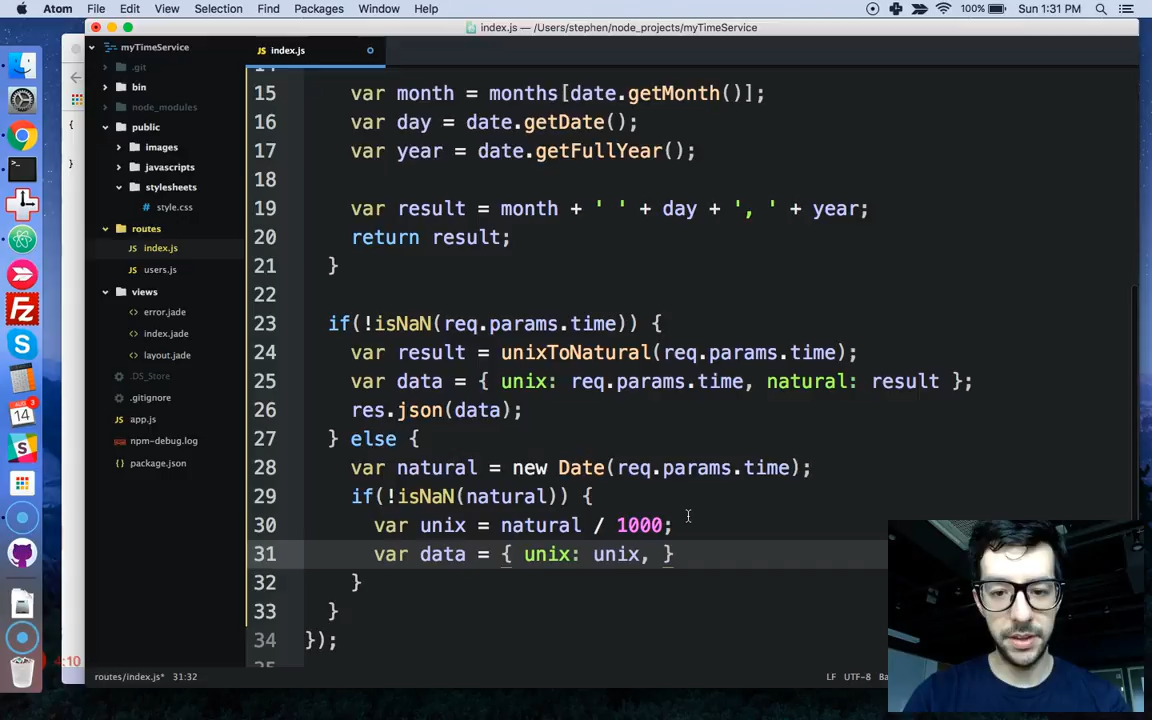 Atom File Edit View Selection Find Packages Window Help 100% Sun 1:31 PM
index.js — /Users/stephen/node_projects/myTimeService
myTimeService
.git
bin
node_modules
public
images
javascripts
stylesheets
style.css
routes
index.js
users.js
views
error.jade
index.jade
layout.jade
.DS_Store
.gitignore
app.js
npm-debug.log
package.json
index.js
15 var month = months[date.getMonth()];
16 var day = date.getDate();
17 var year = date.getFullYear();
18
19 var result = month + ' ' + day + ', ' + year;
20 return result;
21 }
22
23 if(!isNaN(req.params.time)) {
24 var result = unixToNatural(req.params.time);
25 var data = { unix: req.params.time, natural: result };
26 res.json(data);
27 } else {
28 var natural = new Date(req.params.time);
29 if(!isNaN(natural)) {
30 var unix = natural / 1000;
31 var data = { unix: unix, }
32 }
33 }
34 });
routes/index.js* 31:32 LF UTF-8
{
}
14
4:10